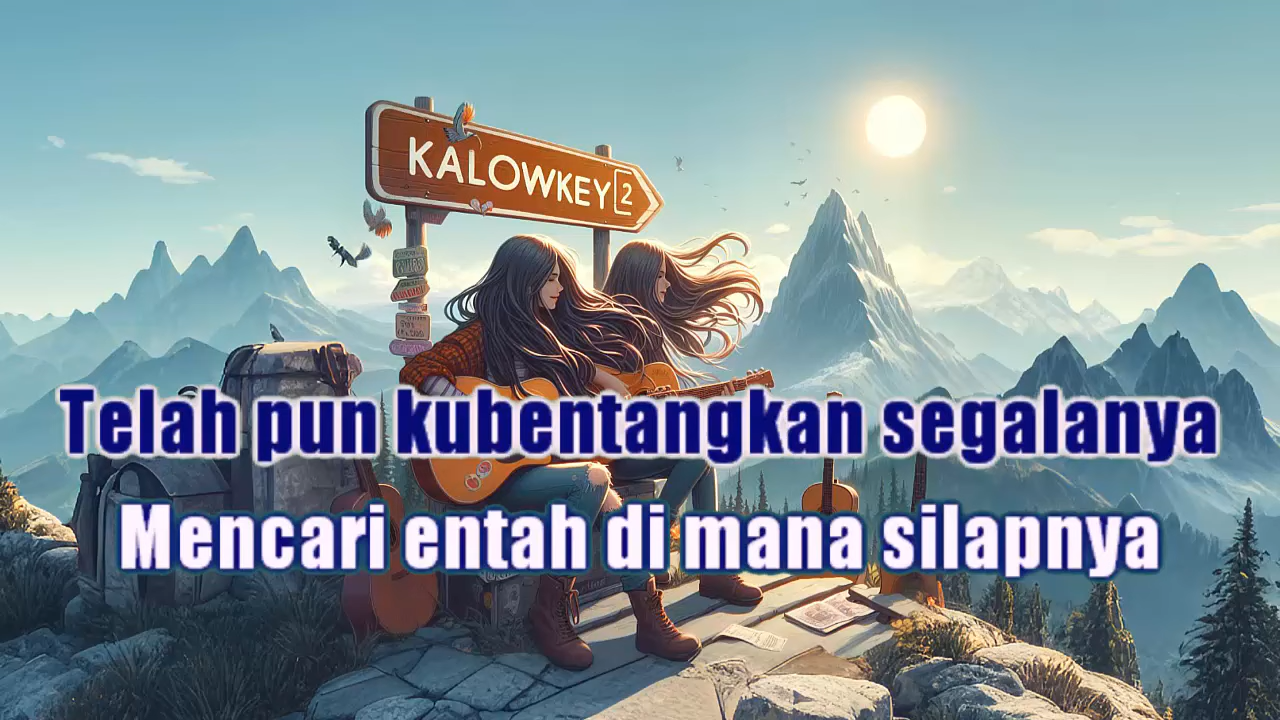 KALOWKEY 2
Telah pun kubentangkan segalanya
Mencari entah di mana silapnya